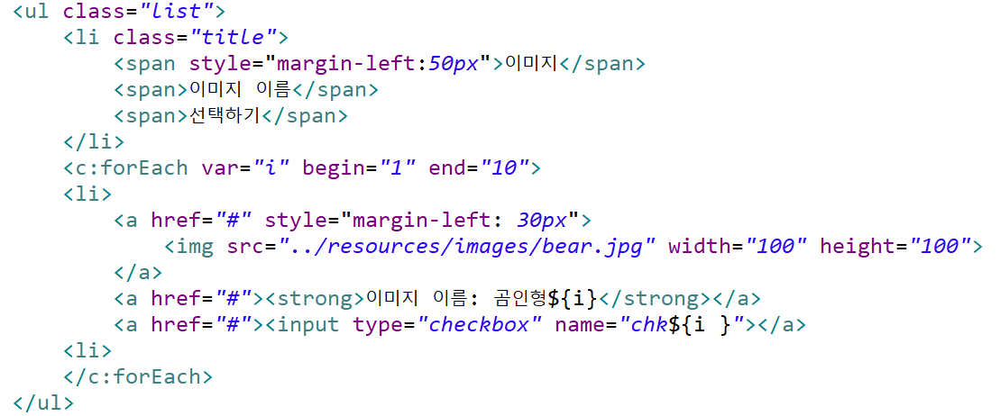 <ul class="list">
    <li class="title">
        <span style="margin-left:50px">이미지</span>
        <span>이미지 이름</span>
        <span>선택하기</span>
    </li>
    <c:forEach var="i" begin="1" end="10">
    <li>
        <a href="#" style="margin-left: 30px">
            <img src="../resources/images/bear.jpg" width="100" height="100">
        </a>
        <a href="#"><strong>이미지 이름: 곰인형${i}</strong></a>
        <a href="#"><input type="checkbox" name="chk${i }"></a>
    <li>
    </c:forEach>
</ul>